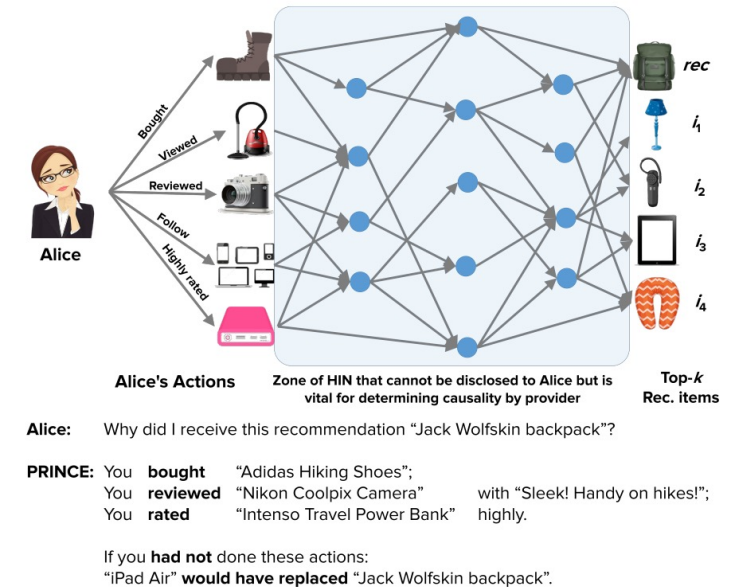 Bought
Viewed
Reviewed
Follow
Highly rated
Alice
rec
i1
i2
i3
i4
Alice's Actions
Zone of HIN that cannot be disclosed to Alice but is
vital for determining causality by provider
Top-k
Rec. items
Alice: Why did I receive this recommendation “Jack Wolfskin backpack”?
PRINCE: You bought “Adidas Hiking Shoes”;
You reviewed “Nikon Coolpix Camera” with “Sleek! Handy on hikes!”;
You rated “Intenso Travel Power Bank” highly.
If you had not done these actions:
“iPad Air” would have replaced “Jack Wolfskin backpack”.